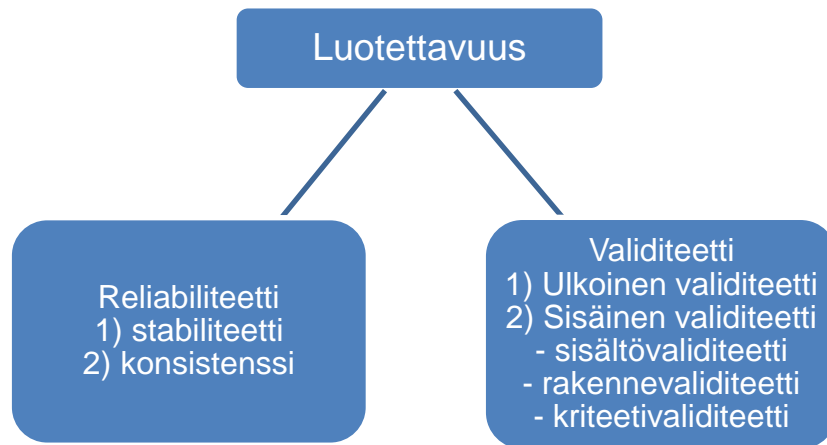 Luotettavuus
Reliabiliteetti
1) stabiliteetti
2) konsistenssi
Validiteetti
1) Ulkoinen validiteetti
2) Sisäinen validiteetti
- sisältövaliditeetti
- rakennevaliditeetti
- kriteetivaliditeetti